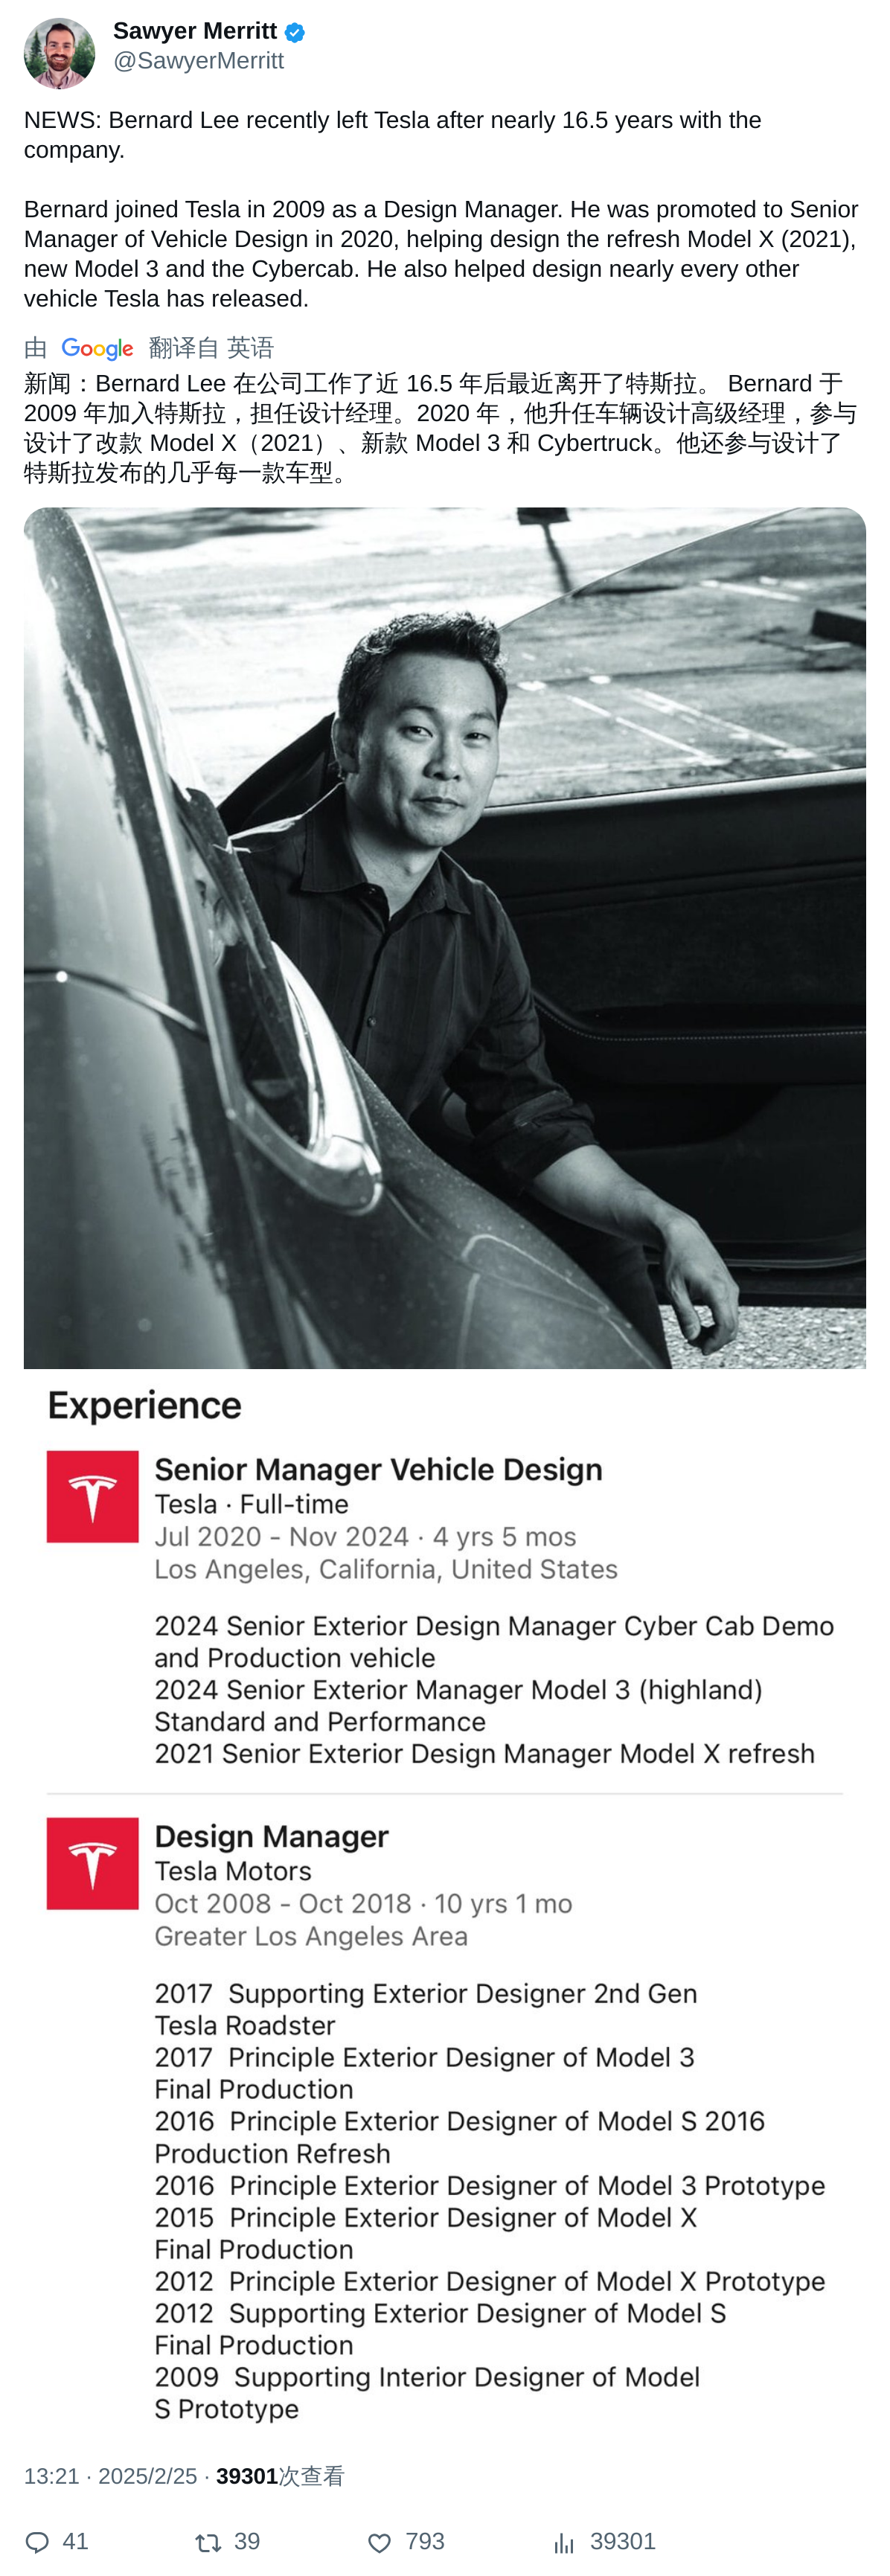 Sawyer Merritt
@SawyerMerritt
NEWS: Bernard Lee recently left Tesla after nearly 16.5 years with the
company.
Bernard joined Tesla in 2009 as a Design Manager. He was promoted to Senior
Manager of Vehicle Design in 2020, helping design the refresh Model X (2021),
new Model 3 and the Cybercab. He also helped design nearly every other
vehicle Tesla has released.
由 Google 翻译自 英语
新闻：Bernard Lee 在公司工作了近 16.5 年后最近离开了特斯拉。 Bernard 于
2009 年加入特斯拉，担任设计经理。2020 年，他升任车辆设计高级经理，参与
设计了改款 Model X（2021）、新款 Model 3 和 Cybertruck。他还参与设计了
特斯拉发布的几乎每一款车型。
Experience
Senior Manager Vehicle Design
Tesla · Full-time
Jul 2020 - Nov 2024 · 4 yrs 5 mos
Los Angeles, California, United States
2024 Senior Exterior Design Manager Cyber Cab Demo
and Production vehicle
2024 Senior Exterior Manager Model 3 (highland)
Standard and Performance
2021 Senior Exterior Design Manager Model X refresh
Design Manager
Tesla Motors
Oct 2008 - Oct 2018 · 10 yrs 1 mo
Greater Los Angeles Area
2017 Supporting Exterior Designer 2nd Gen
Tesla Roadster
2017 Principle Exterior Designer of Model 3
Final Production
2016 Principle Exterior Designer of Model S 2016
Production Refresh
2016 Principle Exterior Designer of Model 3 Prototype
2015 Principle Exterior Designer of Model X
Final Production
2012 Principle Exterior Designer of Model X Prototype
2012 Supporting Exterior Designer of Model S
Final Production
2009 Supporting Interior Designer of Model
S Prototype
13:21 · 2025/2/25 · 39301次查看
41 39 793 39301